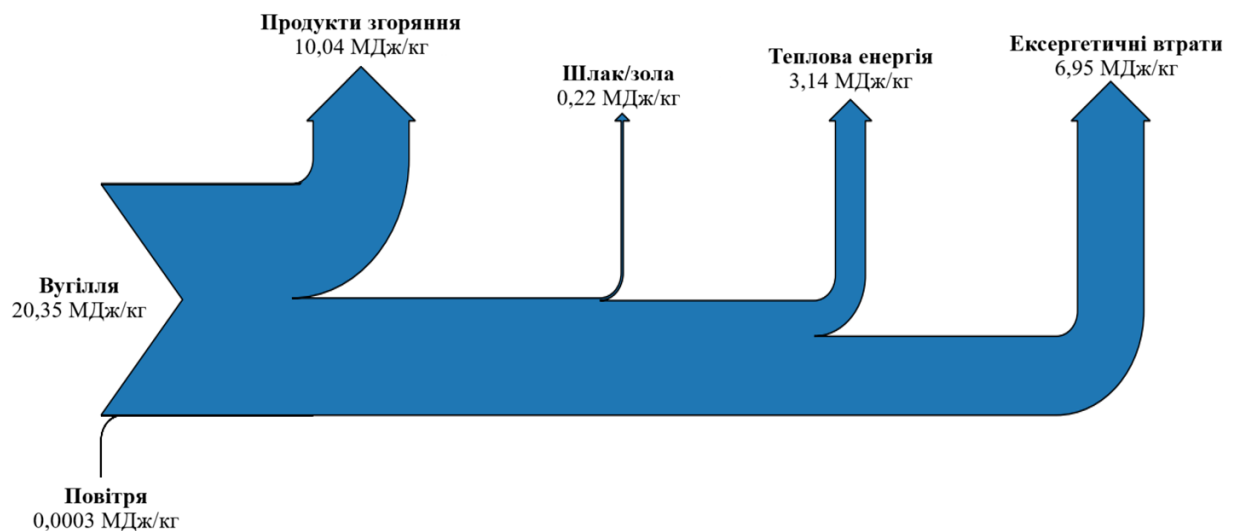 Продукти згоряння
10,04 МДж/кг
Шлак/зола
0,22 МДж/кг
Теплова енергія
3,14 МДж/кг
Ексергетичні втрати
6,95 МДж/кг
Вугілля
20,35 МДж/кг
Повітря
0,0003 МДж/кг